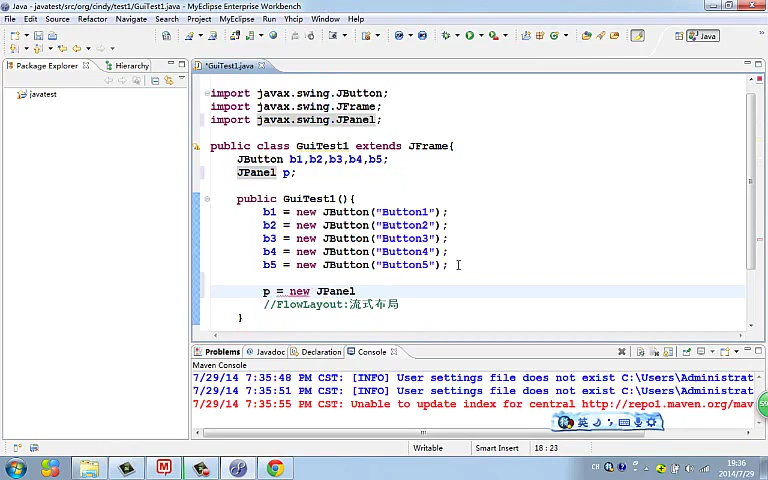 Java - javatest/src/org/cindy/test1/GuiTest1.java - MyEclipse Enterprise Workbench
File Edit Source Refactor Navigate Search Project MyEclipse Run Yhcip Window Help
Java
Package Explorer Hierarchy
*GuiTest1.java
javatest
import javax.swing.JButton;
import javax.swing.JFrame;
import javax.swing.JPanel;
public class GuiTest1 extends JFrame{
JButton b1,b2,b3,b4,b5;
JPanel p;
public GuiTest1(){
b1 = new JButton("Button1");
b2 = new JButton("Button2");
b3 = new JButton("Button3");
b4 = new JButton("Button4");
b5 = new JButton("Button5");
p = new JPanel
//FlowLayout:流式布局
}
Problems Javadoc Declaration Console
Maven Console
7/29/14 7:35:48 PM CST: [INFO] User settings file does not exist C:\Users\Administrat
7/29/14 7:35:51 PM CST: [INFO] User settings file does not exist C:\Users\Administrat
7/29/14 7:35:55 PM CST: Unable to update index for central http://repo1.maven.org/mav
英
Writable Smart Insert 18 : 23
CH
19:36
2014/7/29